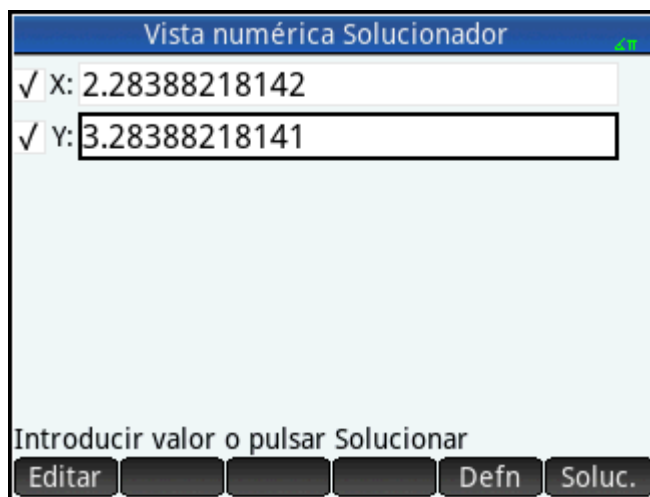 Vista numérica Solucionador
∡π
√ X: 2.28388218142
√ Y: 3.28388218141
Introducir valor o pulsar Solucionar
Editar Defn Soluc.